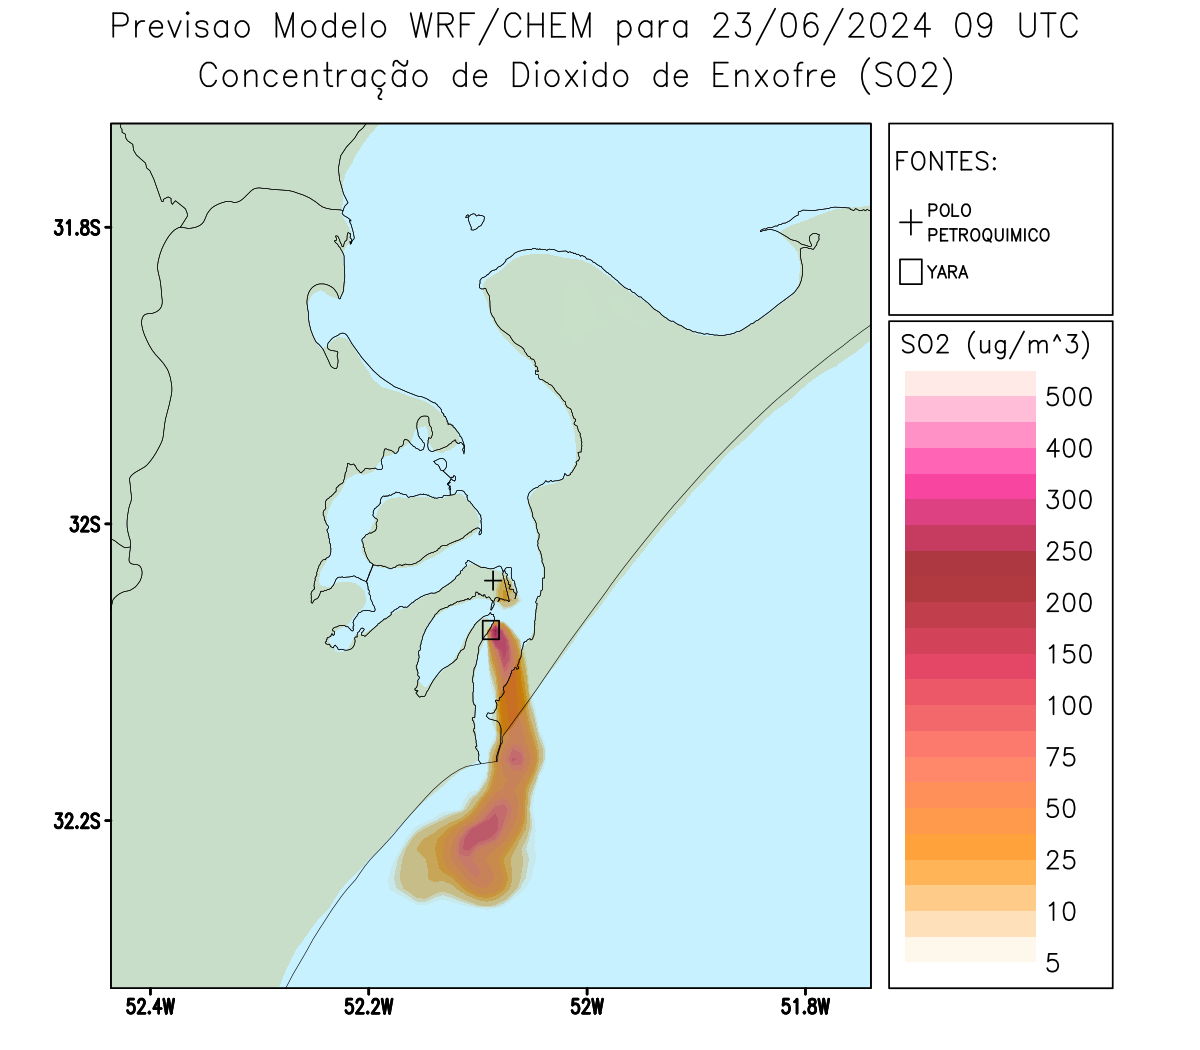 Previsao Modelo WRF/CHEM para 23/06/2024 09 UTC
Concentração de Dioxido de Enxofre (SO2)
FONTES:
POLO
PETROQUIMICO
YARA
SO2 (ug/m^3)
500
400
300
250
200
150
100
75
50
25
10
5
31.8S
32S
32.2S
52.4W
52.2W
52W
51.8W